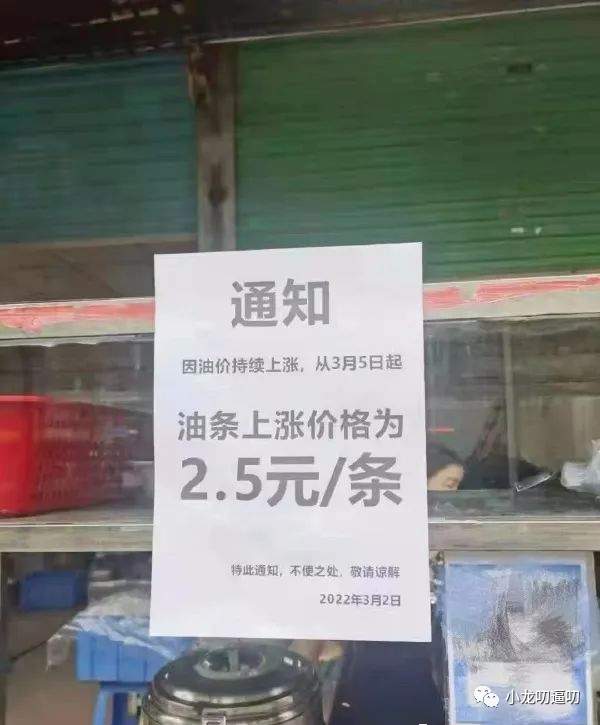 通知
因油价持续上涨，从3月5日起
油条上涨价格为
2.5元/条
特此通知，不便之处，敬请谅解
2022年3月2日
小龙叨逼叨